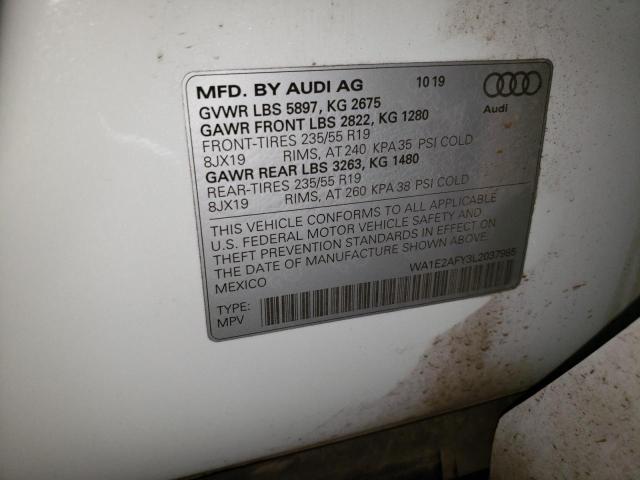 MFD. BY AUDI AG 10 19
GVWR LBS 5897, KG 2675
Audi
GAWR FRONT LBS 2822, KG 1280
FRONT-TIRES 235/55 R19
8JX19 RIMS, AT 240 KPA 35 PSI COLD
GAWR REAR LBS 3263, KG 1480
REAR-TIRES 235/55 R19
8JX19 RIMS, AT 260 KPA 38 PSI COLD
THIS VEHICLE CONFORMS TO ALL APPLICABLE
U.S. FEDERAL MOTOR VEHICLE SAFETY AND
THEFT PREVENTION STANDARDS IN EFFECT ON
THE DATE OF MANUFACTURE SHOWN ABOVE.
MEXICO WA1E2AFY3L2037985
TYPE:
MPV